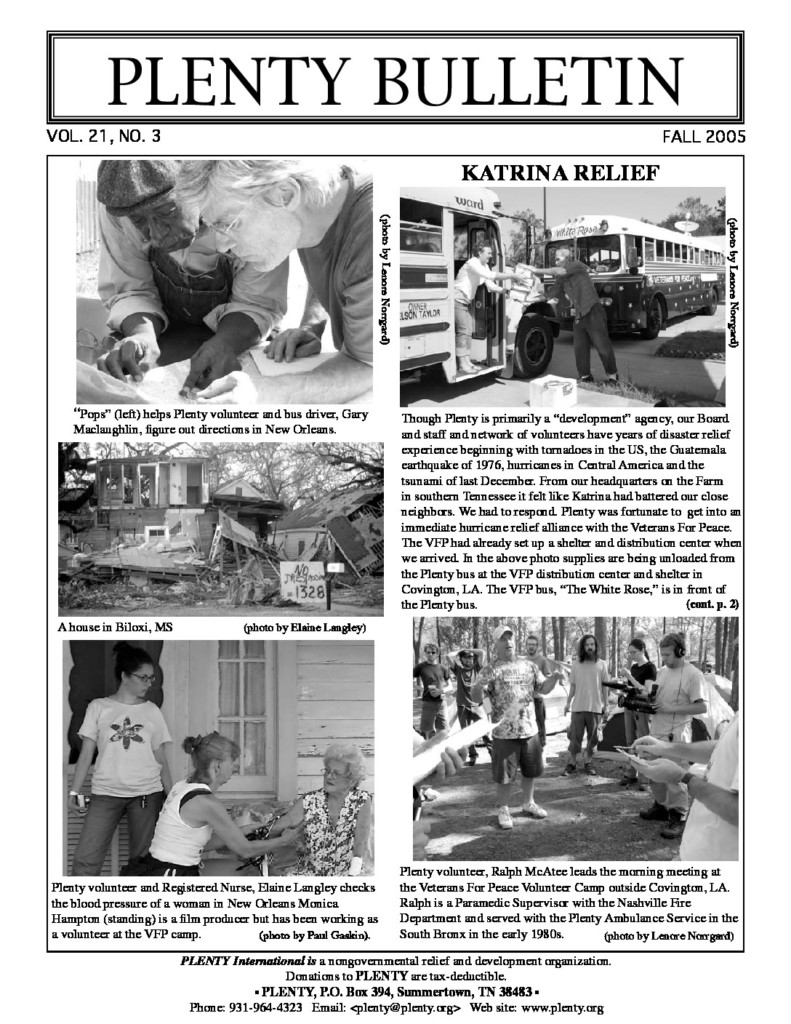 PLENTY BULLETIN
VOL. 21, NO. 3
FALL 2005
(photo by Lenore Norrgard)
“Pops” (left) helps Plenty volunteer and bus driver, Gary
Maclaughlin, figure out directions in New Orleans.
NO
TRESPASSING
1328
A house in Biloxi, MS
(photo by Elaine Langley)
Plenty volunteer and Registered Nurse, Elaine Langley checks
the blood pressure of a woman in New Orleans Monica
Hampton (standing) is a film producer but has been working as
a volunteer at the VFP camp.
(photo by Paul Gaskin).
KATRINA RELIEF
ward
White Rose
OWNER
ELSON TAYLOR
VETERANS FOR PEACE
(photo by Lenore Norrgard)
Though Plenty is primarily a “development” agency, our Board
and staff and network of volunteers have years of disaster relief
experience beginning with tornadoes in the US, the Guatemala
earthquake of 1976, hurricanes in Central America and the
tsunami of last December. From our headquarters on the Farm
in southern Tennessee it felt like Katrina had battered our close
neighbors. We had to respond. Plenty was fortunate to get into an
immediate hurricane relief alliance with the Veterans For Peace.
The VFP had already set up a shelter and distribution center when
we arrived. In the above photo supplies are being unloaded from
the Plenty bus at the VFP distribution center and shelter in
Covington, LA. The VFP bus, “The White Rose,” is in front of
the Plenty bus.
(cont. p. 2)
Plenty volunteer, Ralph McAtee leads the morning meeting at
the Veterans For Peace Volunteer Camp outside Covington, LA.
Ralph is a Paramedic Supervisor with the Nashville Fire
Department and served with the Plenty Ambulance Service in the
South Bronx in the early 1980s.
(photo by Lenore Norrgard)
PLENTY International is a nongovernmental relief and development organization.
Donations to PLENTY are tax-deductible.
▪ PLENTY, P.O. Box 394, Summertown, TN 38483 ▪
Phone: 931-964-4323 Email: <plenty@plenty.org> Web site: www.plenty.org